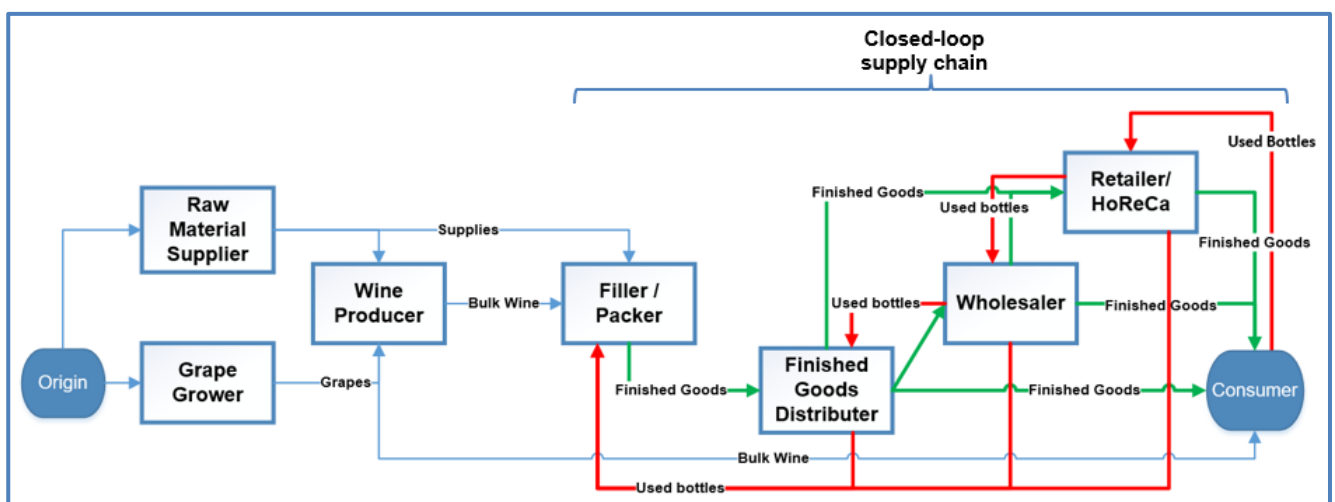 Closed-loop
supply chain
Used Bottles
Retailer/
HoReCa
Finished Goods
Used bottles
Raw
Material
Supplier
Supplies
Finished Goods
Wine
Producer
Bulk Wine
Filler /
Packer
Used bottles
Wholesaler
Finished Goods
Origin
Grape
Grower
Grapes
Finished Goods
Finished
Goods
Distributer
Finished Goods
Consumer
Bulk Wine
Used bottles